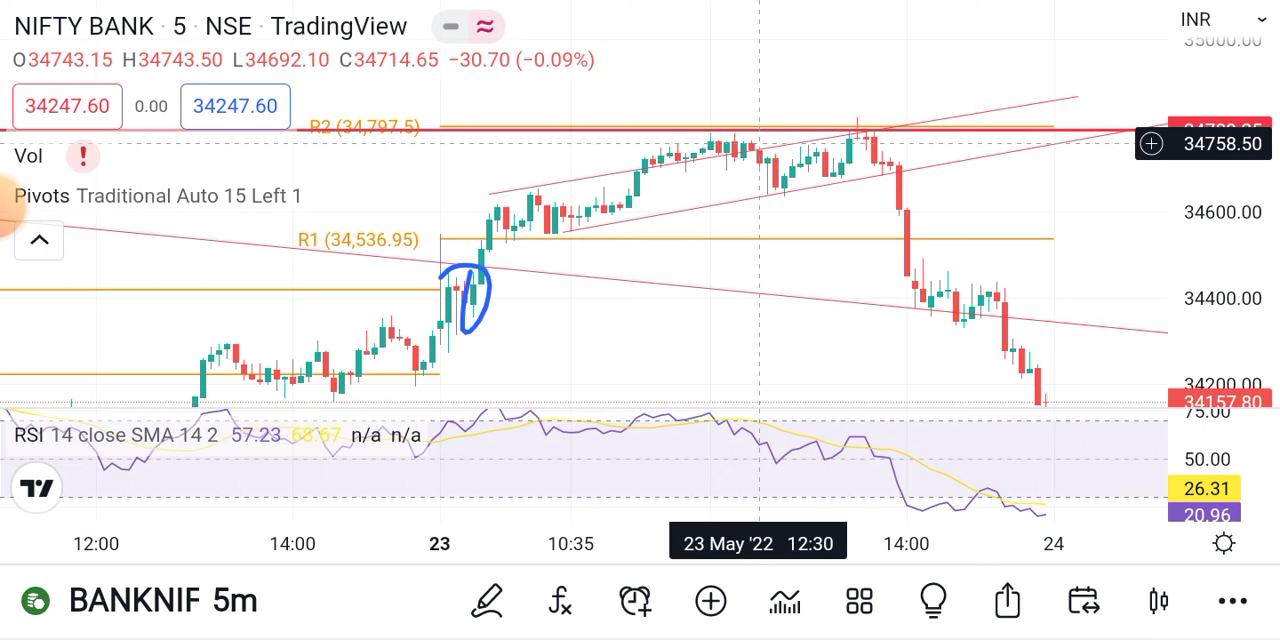 NIFTY BANK · 5 · NSE · TradingView
INR
35000.00
O34743.15 H34743.50 L34692.10 C34714.65 −30.70 (−0.09%)
34247.60 0.00 34247.60
R2 (34,797.5)
34758.50
Vol !
Pivots Traditional Auto 15 Left 1
34600.00
R1 (34,536.95)
34400.00
34200.00
34157.80
75.00
RSI 14 close SMA 14 2 57.23 68.67 n/a n/a
50.00
26.31
20.96
12:00 14:00 23 10:35 23 May '22 12:30 14:00 24
BANKNIF 5m